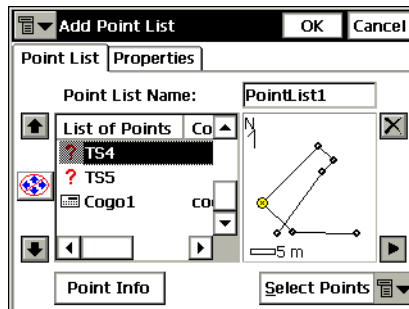 Add Point List OK Cancel
Point List Properties
Point List Name: PointList1
List of Points Co
N
? TS4
? TS5
Cogo1 co
5 m
Point Info Select Points